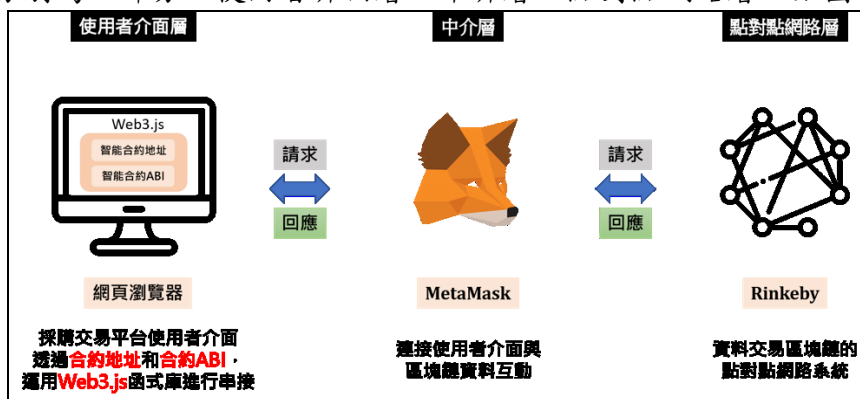 使用者介面層
中介層
點對點網路層
Web3.js
智能合約地址
智能合約ABI
請求
回應
請求
回應
網頁瀏覽器
MetaMask
Rinkeby
採購交易平台使用者介面
透過合約地址和合約ABI，
運用Web3.js函式庫進行串接
連接使用者介面與
區塊鏈資料互動
資料交易區塊鏈的
點對點網路系統